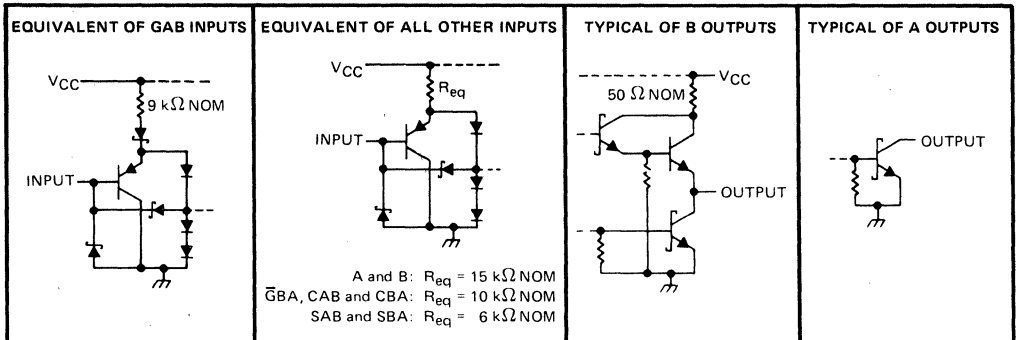 EQUIVALENT OF GAB INPUTS
VCC
9 kΩ NOM
INPUT
EQUIVALENT OF ALL OTHER INPUTS
VCC
Req
INPUT
A and B: Req = 15 kΩ NOM
G̅BA, CAB and CBA: Req = 10 kΩ NOM
SAB and SBA: Req = 6 kΩ NOM
TYPICAL OF B OUTPUTS
VCC
50 Ω NOM
OUTPUT
TYPICAL OF A OUTPUTS
OUTPUT